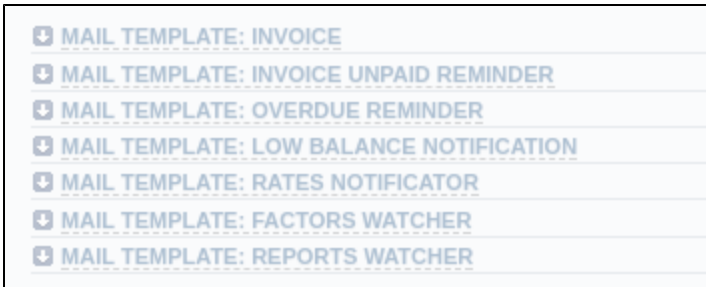 MAIL TEMPLATE: INVOICE
MAIL TEMPLATE: INVOICE UNPAID REMINDER
MAIL TEMPLATE: OVERDUE REMINDER
MAIL TEMPLATE: LOW BALANCE NOTIFICATION
MAIL TEMPLATE: RATES NOTIFICATOR
MAIL TEMPLATE: FACTORS WATCHER
MAIL TEMPLATE: REPORTS WATCHER